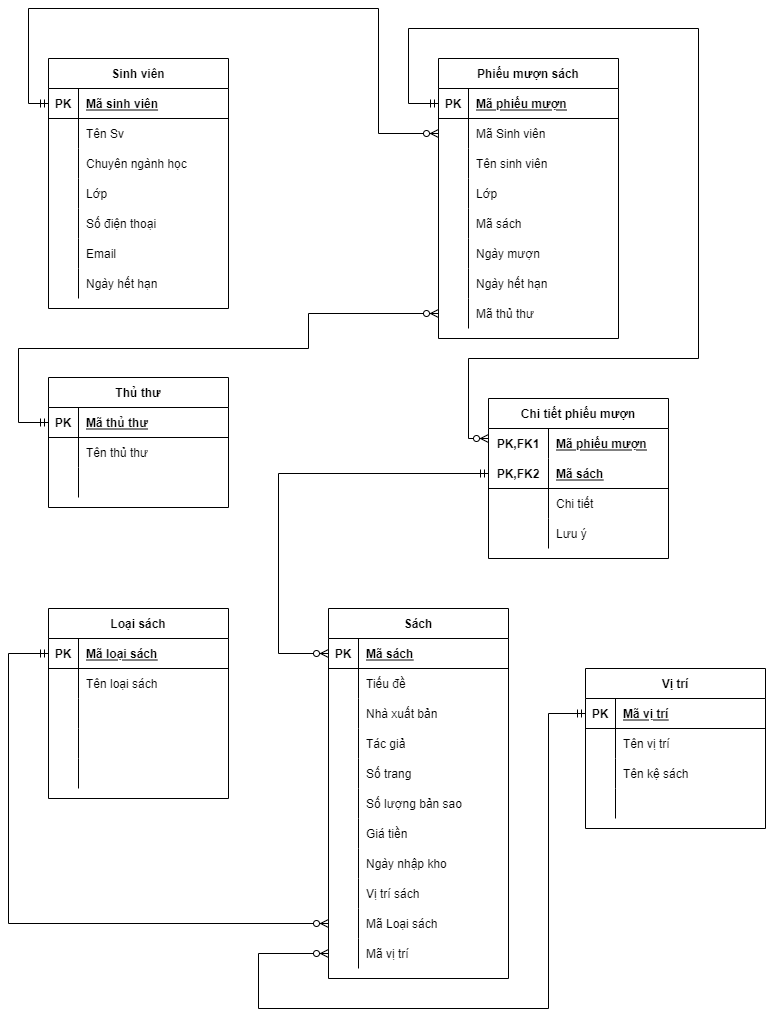 Sinh viên
PK Mã sinh viên
Tên Sv
Chuyên ngành học
Lớp
Số điện thoại
Email
Ngày hết hạn
Phiếu mượn sách
PK Mã phiếu mượn
Mã Sinh viên
Tên sinh viên
Lớp
Mã sách
Ngày mượn
Ngày hết hạn
Mã thủ thư
Thủ thư
PK Mã thủ thư
Tên thủ thư
Chi tiết phiếu mượn
PK,FK1 Mã phiếu mượn
PK,FK2 Mã sách
Chi tiết
Lưu ý
Loại sách
PK Mã loại sách
Tên loại sách
Sách
PK Mã sách
Tiếu đề
Nhà xuất bản
Tác giả
Số trang
Số lượng bản sao
Giá tiền
Ngày nhập kho
Vị trí sách
Mã Loại sách
Mã vị trí
Vị trí
PK Mã vị trí
Tên vị trí
Tên kệ sách